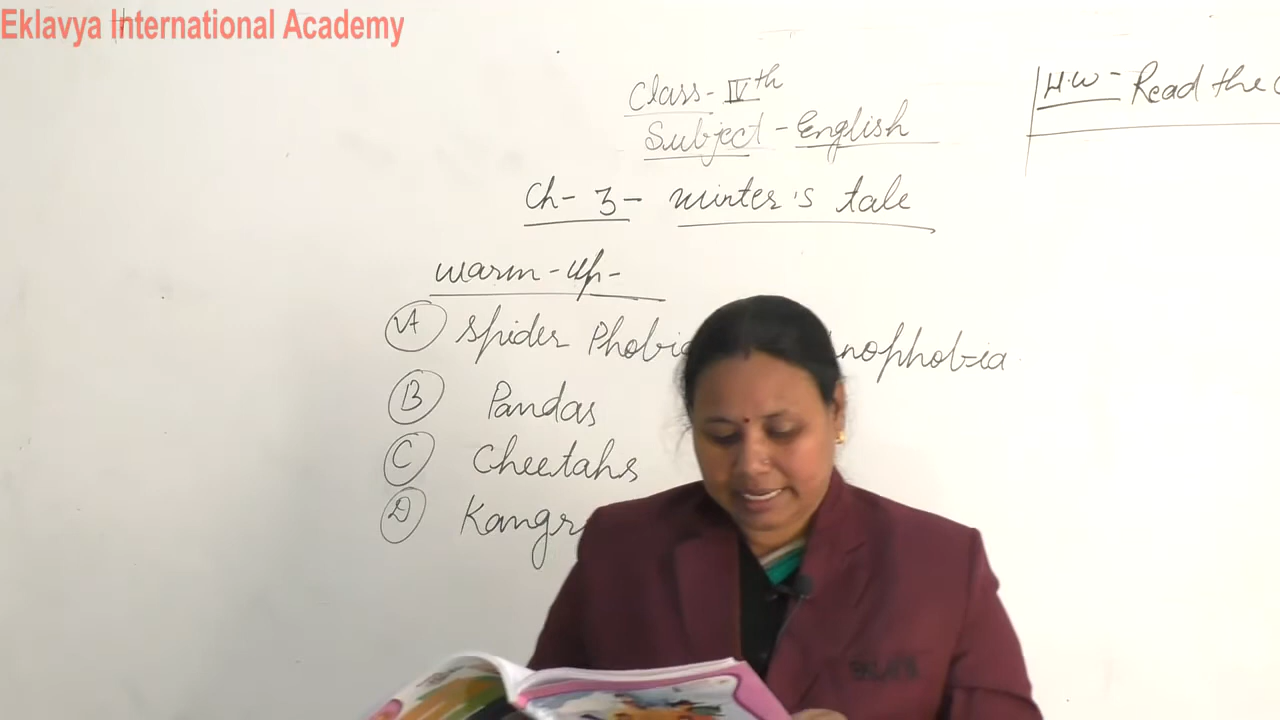 Eklavya International Academy
Class-IVth
Subject-English
H.W- Read the
Ch-3- Winter's tale
Warm-up-
A Spider Phobia
B Pandas
C Cheetahs
D